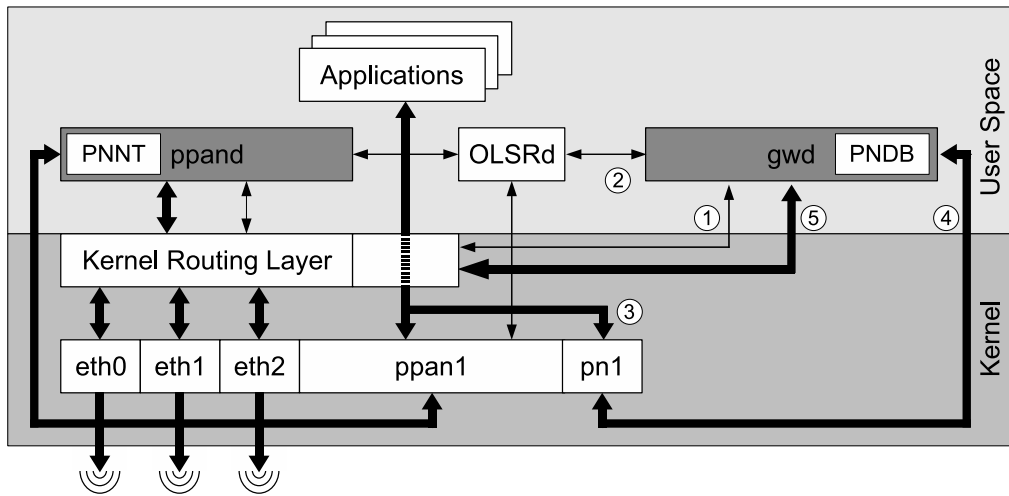 Applications
PNNT ppand
OLSRd
gwd PNDB
User Space
②
①
⑤
④
Kernel Routing Layer
③
eth0 eth1 eth2 ppan1 pn1
Kernel